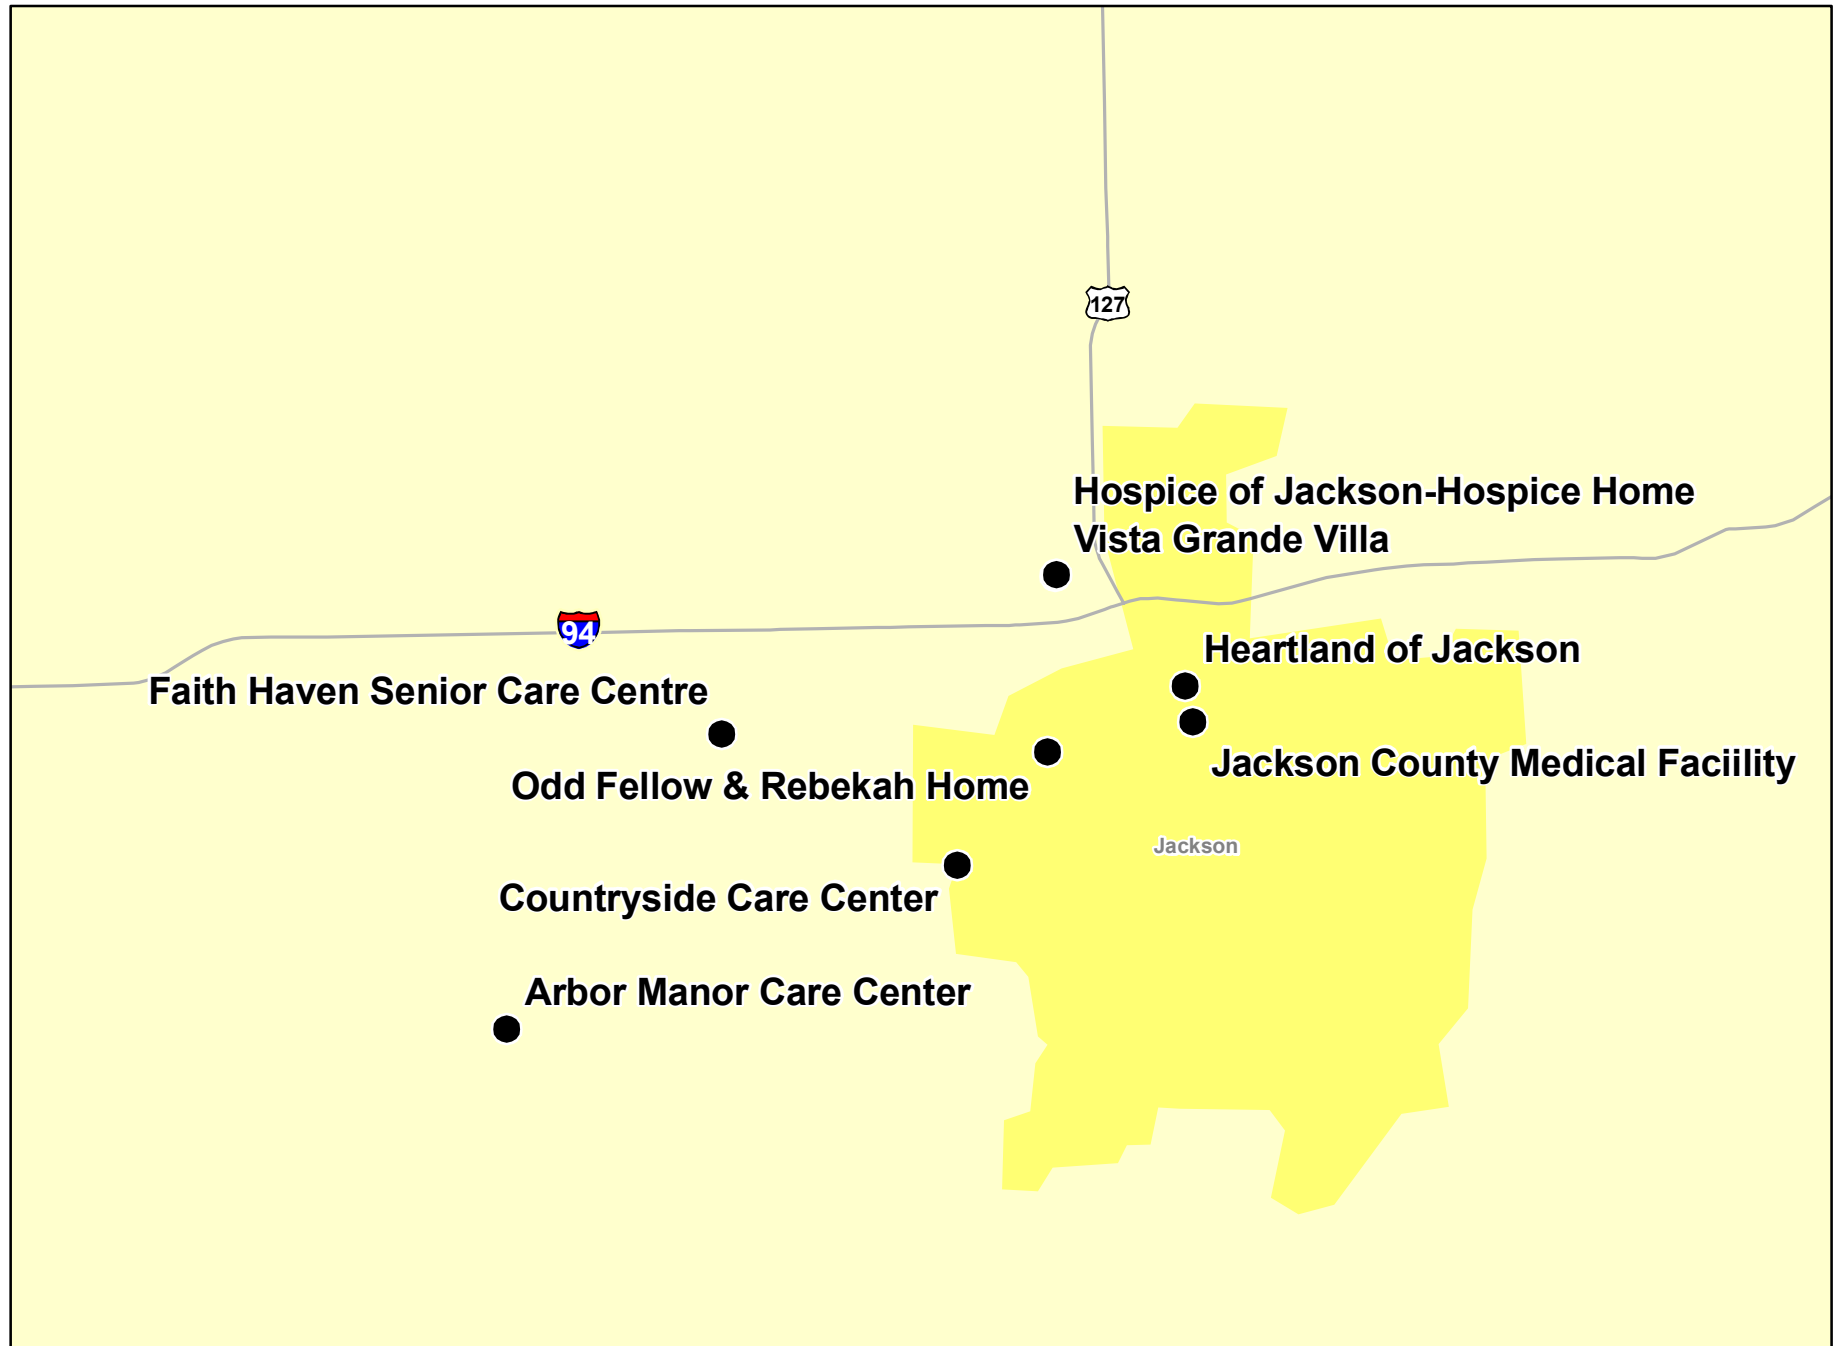 127
Hospice of Jackson-Hospice Home
Vista Grande Villa
94
Heartland of Jackson
Faith Haven Senior Care Centre
Jackson County Medical Faciility
Odd Fellow & Rebekah Home
Jackson
Countryside Care Center
Arbor Manor Care Center